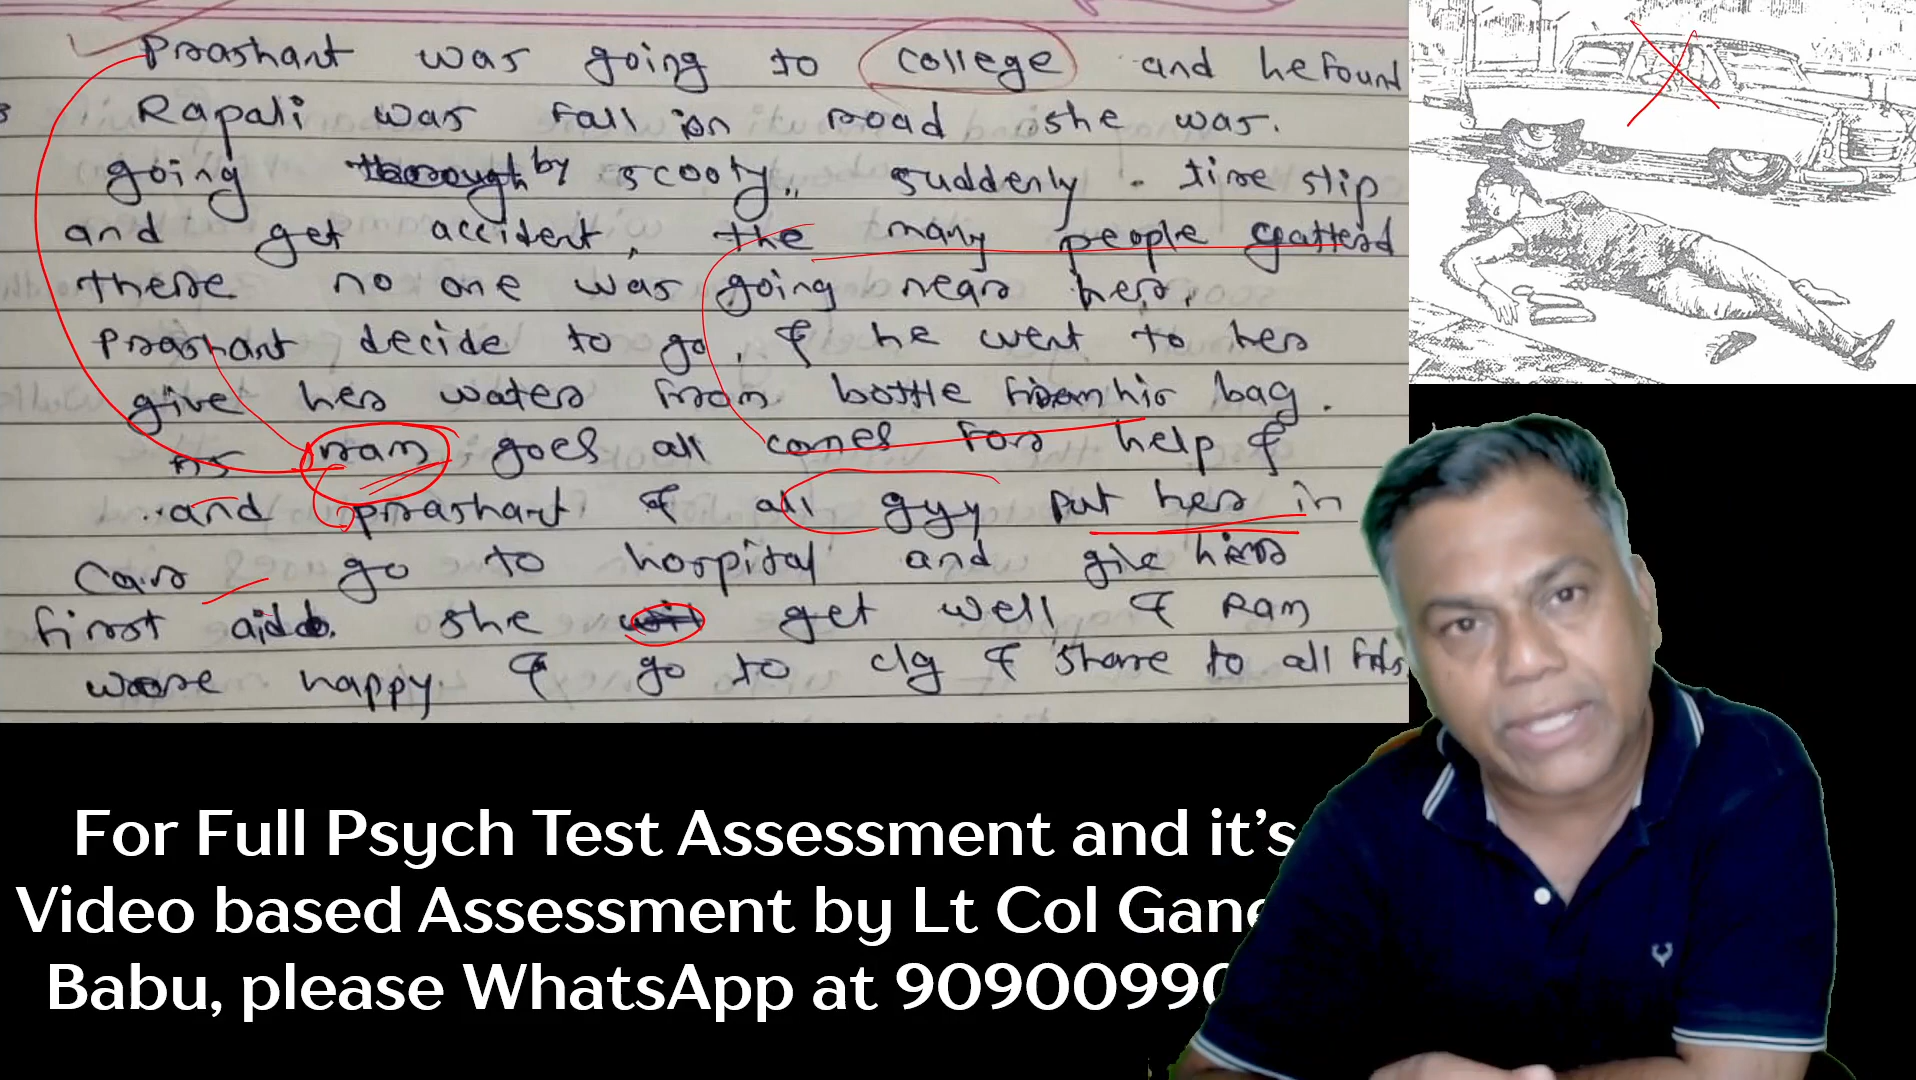 Prashant was going to college and he found
Rapali was fall on road she was.
going through by scooty, suddenly. tire slip
and get accident, the many people gatterd
there no one was going near her.
Prashant decide to go, & he went to her
give her water from bottle from his bag.
ram goes all comes for help &
and prashant & all gyy put her in
Car go to hospital and give
first aid. she get well & Ram
were happy & go to clg & share to all frds.
For Full Psych Test Assessment and it's
Video based Assessment by Lt Col Gane
Babu, please WhatsApp at 90900990